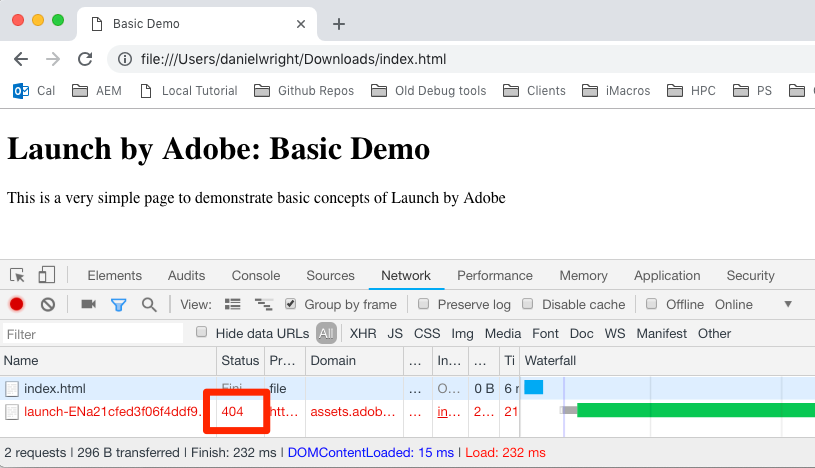 Basic Demo
file:///Users/danielwright/Downloads/index.html
Cal AEM Local Tutorial Github Repos Old Debug tools Clients iMacros HPC PS
Launch by Adobe: Basic Demo
This is a very simple page to demonstrate basic concepts of Launch by Adobe
Elements Audits Console Sources Network Performance Memory Application Security
View: Group by frame Preserve log Disable cache Offline Online
Filter Hide data URLs All XHR JS CSS Img Media Font Doc WS Manifest Other
Name Status Pr... Domain ... In... ... Ti Waterfall
index.html Fini file ... O... 0 B 6
launch-ENa21cfed3f06f4ddf9. 404 htt... assets.adob... ... in... 2... 21
2 requests | 296 B transferred | Finish: 232 ms | DOMContentLoaded: 15 ms | Load: 232 ms